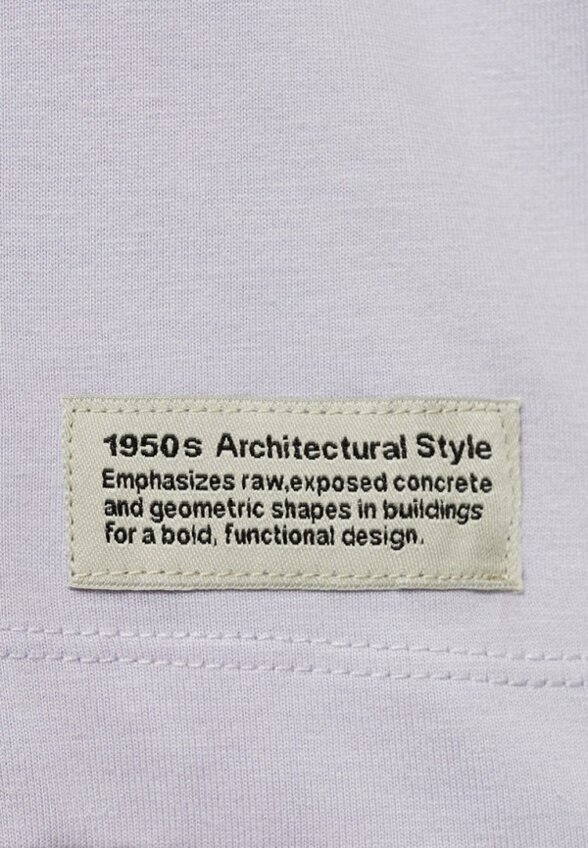 1950s Architectural Style
Emphasizes raw,exposed concrete
and geometric shapes in buildings
for a bold, functional design.